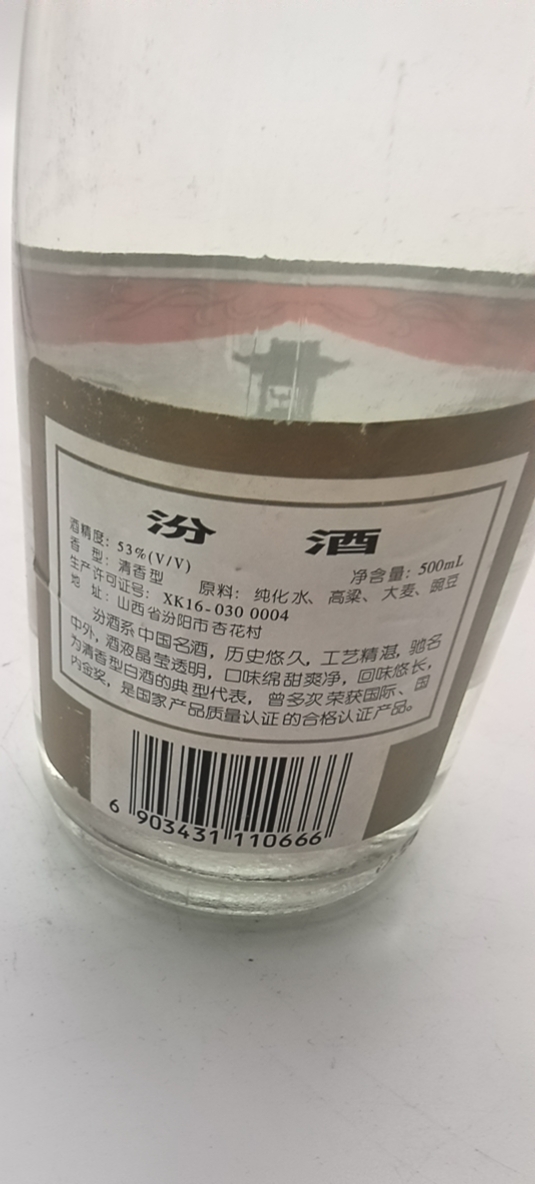 汾 酒
酒精度：53%(V/V) 净含量：500mL
香 型：清香型 原料：纯化水、高粱、大麦、豌豆
生产许可证号：XK16-030 0004
地 址：山西省汾阳市杏花村
汾酒系中国名酒，历史悠久，工艺精湛，驰名
中外，酒液晶莹透明，口味绵甜爽净，回味悠长，
为清香型白酒的典型代表，曾多次荣获国际、国
内金奖，是国家产品质量认证的合格认证产品。
6 903431 110666